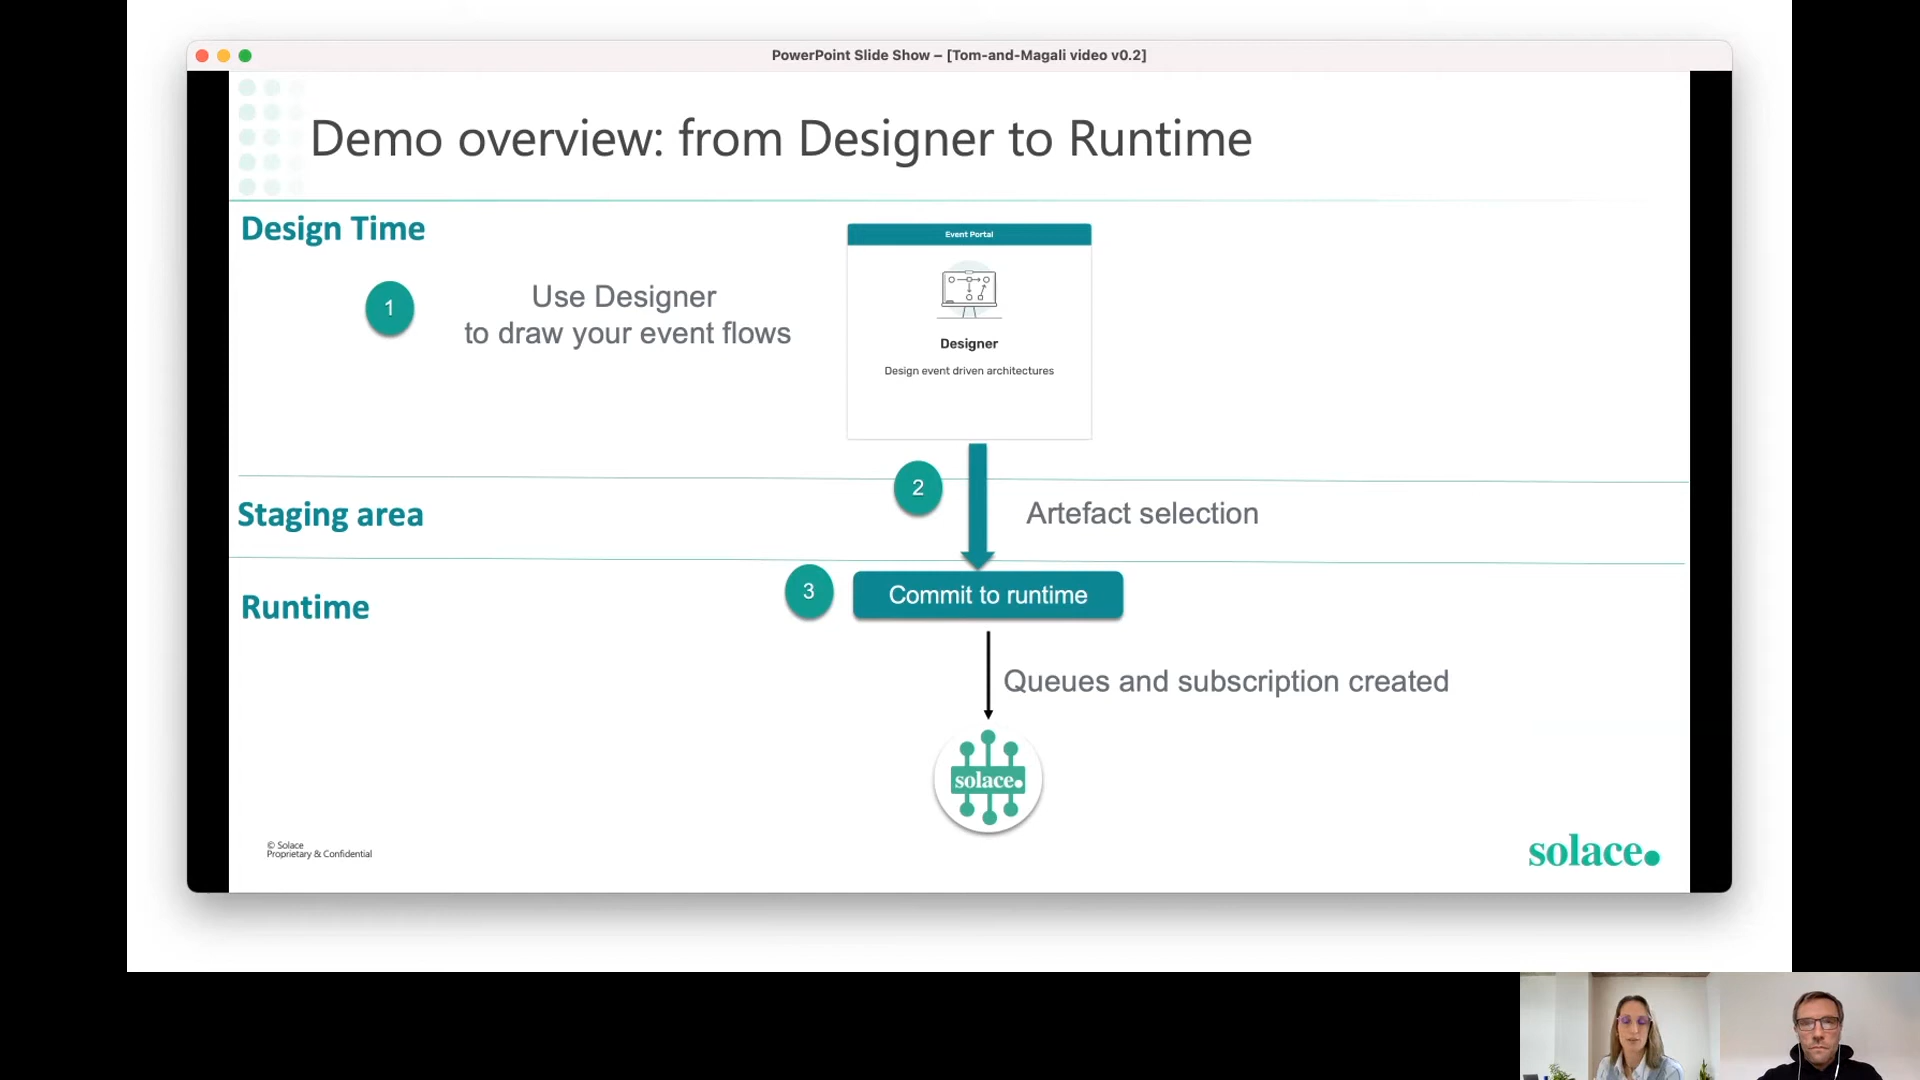 PowerPoint Slide Show – [Tom-and-Magali video v0.2]
Demo overview: from Designer to Runtime
Design Time
Event Portal
1
Use Designer
to draw your event flows
Designer
Design event driven architectures
2
Staging area
Artefact selection
3
Commit to runtime
Runtime
Queues and subscription created
solace.
© Solace
Proprietary & Confidential
solace.